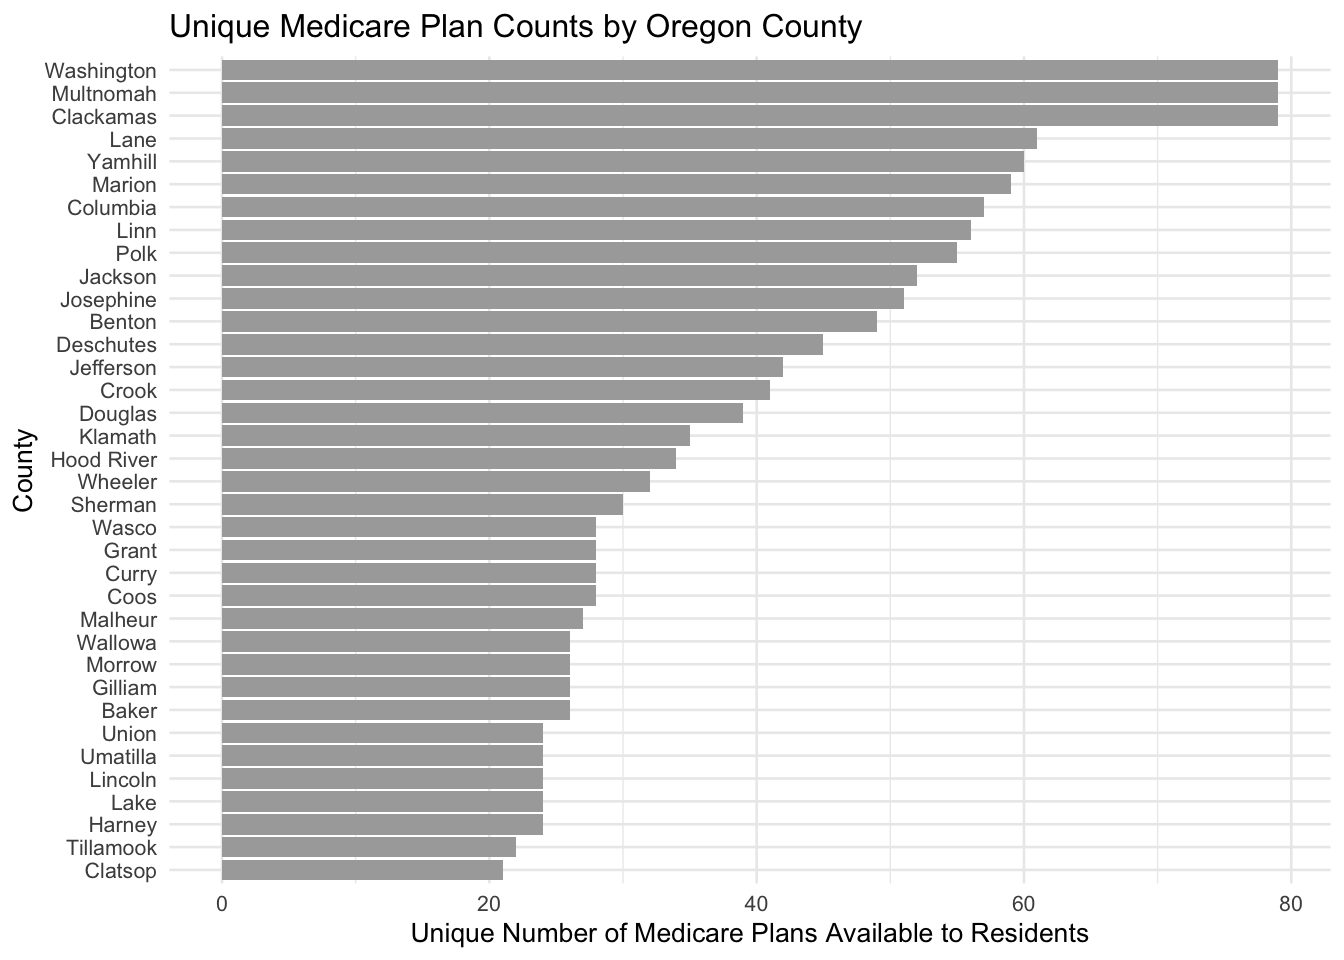 Unique Medicare Plan Counts by Oregon County
Washington
Multnomah
Clackamas
Lane
Yamhill
Marion
Columbia
Linn
Polk
Jackson
Josephine
Benton
Deschutes
Jefferson
Crook
Douglas
Klamath
Hood River
Wheeler
Sherman
Wasco
Grant
Curry
Coos
Malheur
Wallowa
Morrow
Gilliam
Baker
Union
Umatilla
Lincoln
Lake
Harney
Tillamook
Clatsop
County
0 20 40 60 80
Unique Number of Medicare Plans Available to Residents